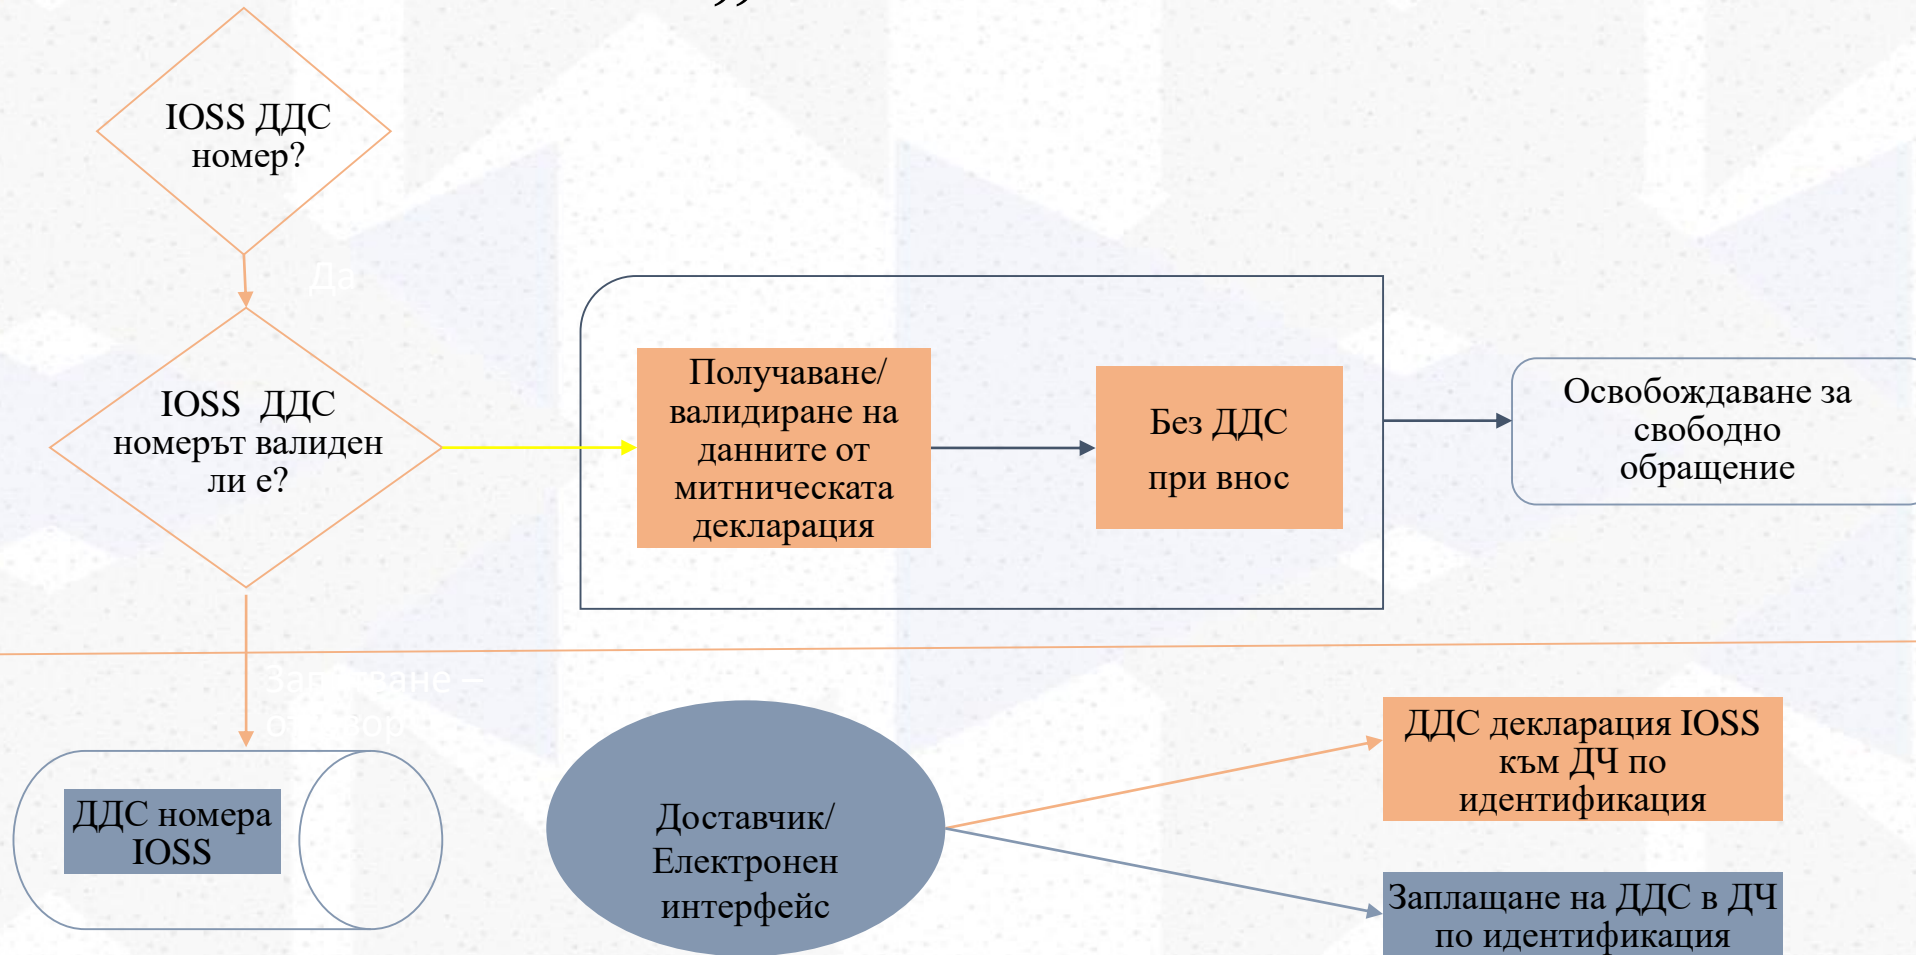 „
IOSS ДДС
номер?
Да
IOSS ДДС
номерът валиден
ли е?
Получаване/
валидиране на
данните от
митническата
декларация
Без ДДС
при внос
Освобождаване за
свободно
обращение
ДДС номера
IOSS
Доставчик/
Електронен
интерфейс
ДДС декларация IOSS
към ДЧ по
идентификация
Заплащане на ДДС в ДЧ
по идентификация